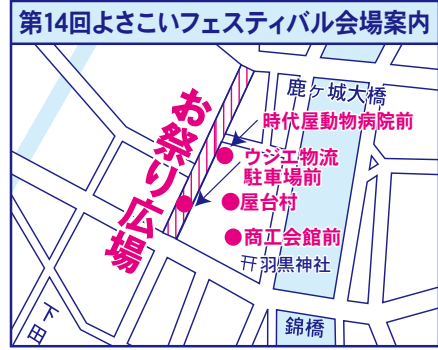 第14回よさこいフェスティバル会場案内
鹿ヶ城大橋
時代屋動物病院前
お祭り広場
ウジエ物流
駐車場前
屋台村
商工会館前
羽黒神社
下田
錦橋